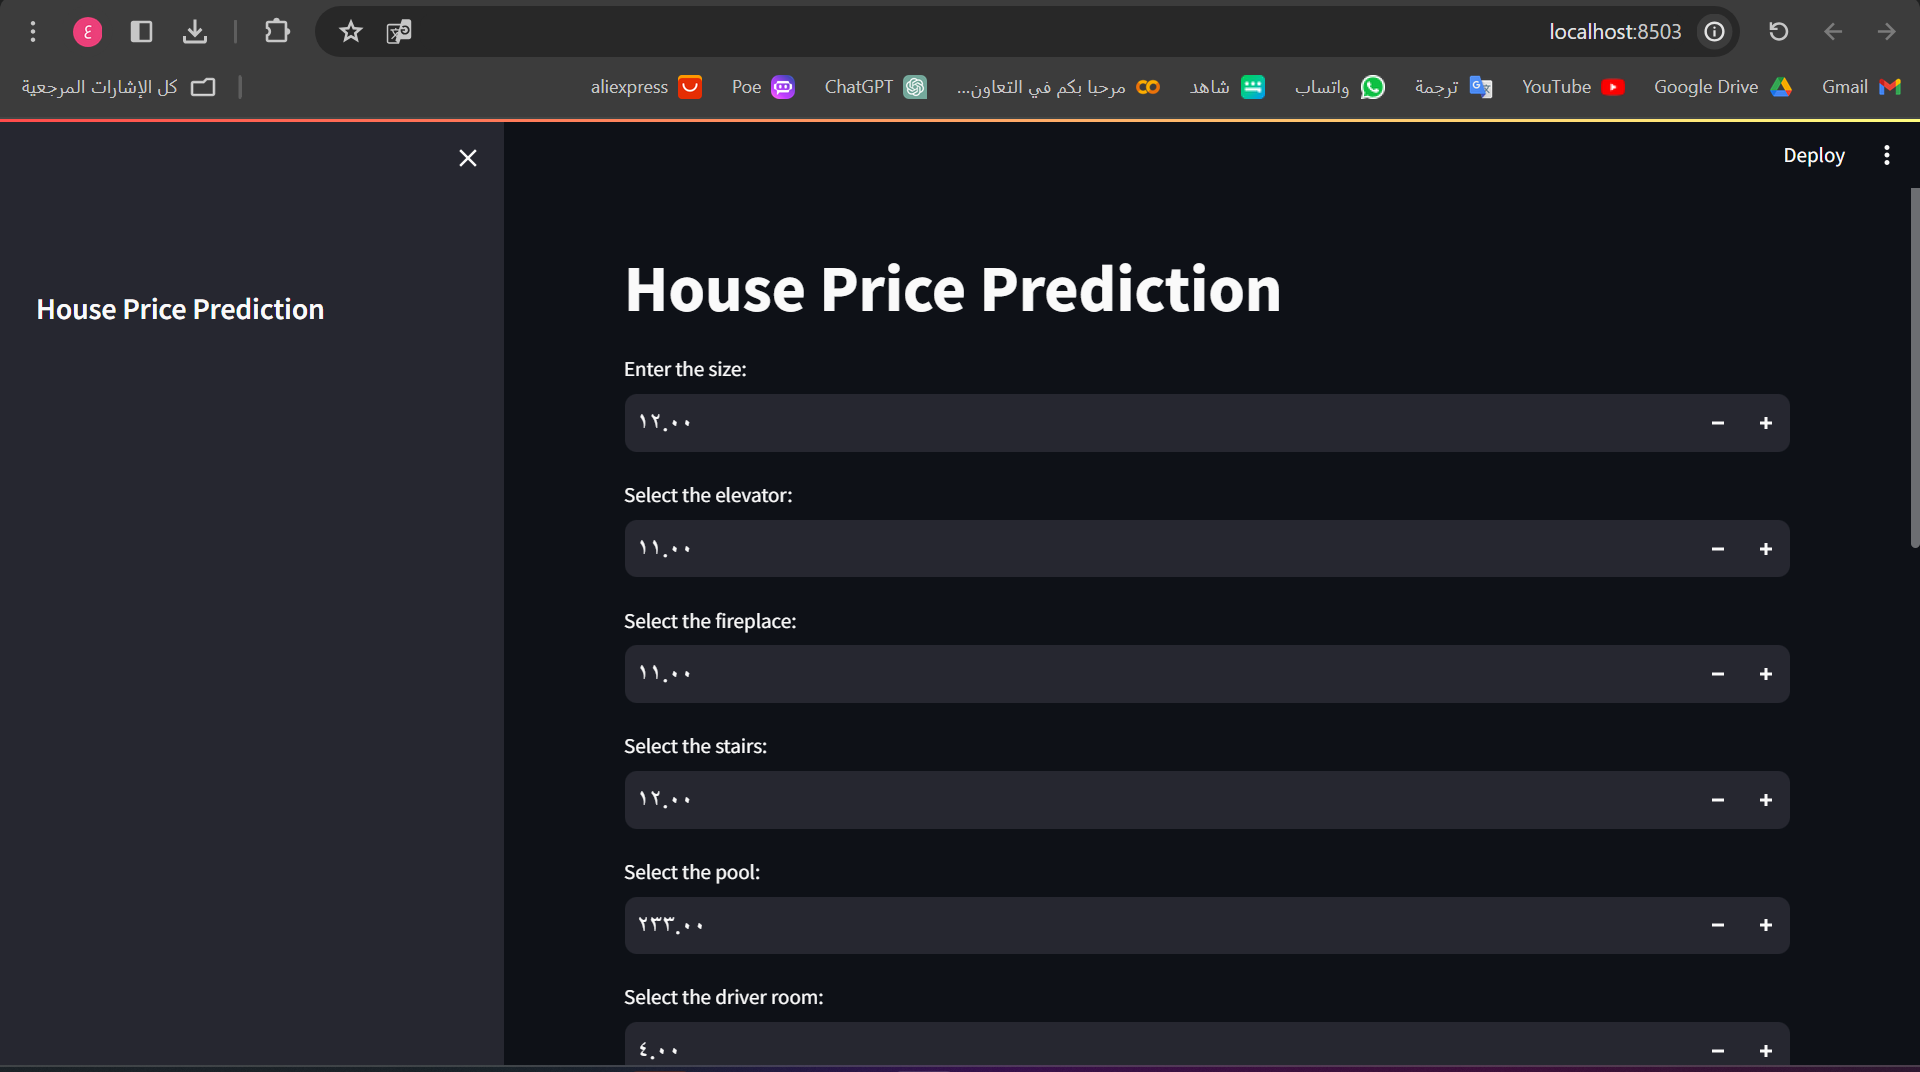 ع
localhost:8503
كل الإشارات المرجعية
aliexpress
Poe
ChatGPT
مرحبا بكم في التعاون...
شاهد
واتساب
ترجمة
YouTube
Google Drive
Gmail
Deploy
House Price Prediction
House Price Prediction
Enter the size:
١٢.٠٠
Select the elevator:
١١.٠٠
Select the fireplace:
١١.٠٠
Select the stairs:
١٢.٠٠
Select the pool:
٢٣٣.٠٠
Select the driver room:
٤.٠٠